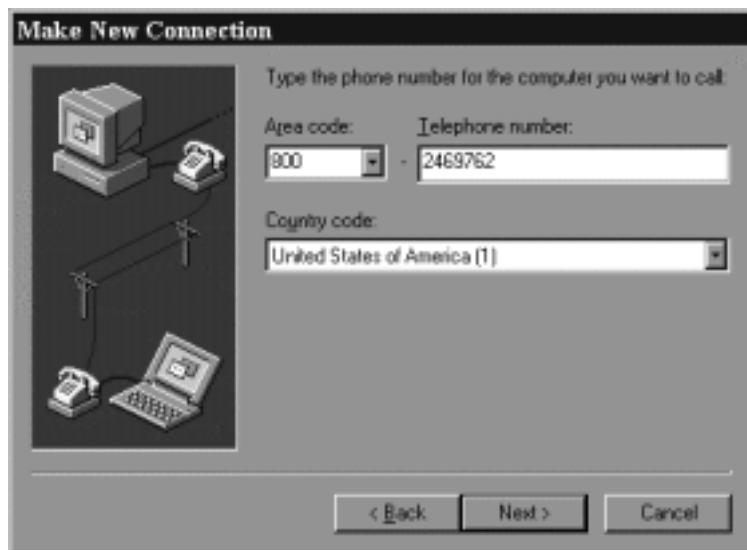 Make New Connection
Type the phone number for the computer you want to call:
Area code: Telephone number:
800 - 2469762
Country code:
United States of America (1)
< Back Next > Cancel